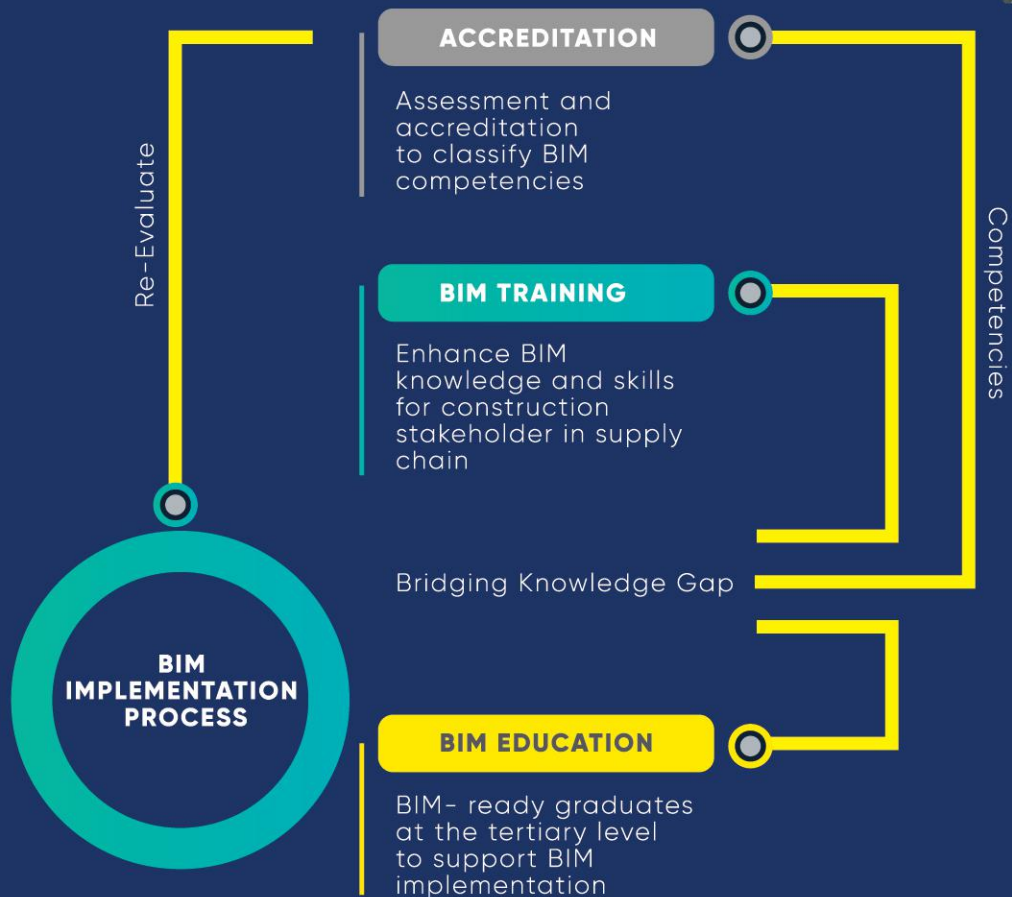 ACCREDITATION
Assessment and
accreditation
to classify BIM
competencies
Re-Evaluate
Competencies
BIM TRAINING
Enhance BIM
knowledge and skills
for construction
stakeholder in supply
chain
Bridging Knowledge Gap
BIM
IMPLEMENTATION
PROCESS
BIM EDUCATION
BIM- ready graduates
at the tertiary level
to support BIM
implementation